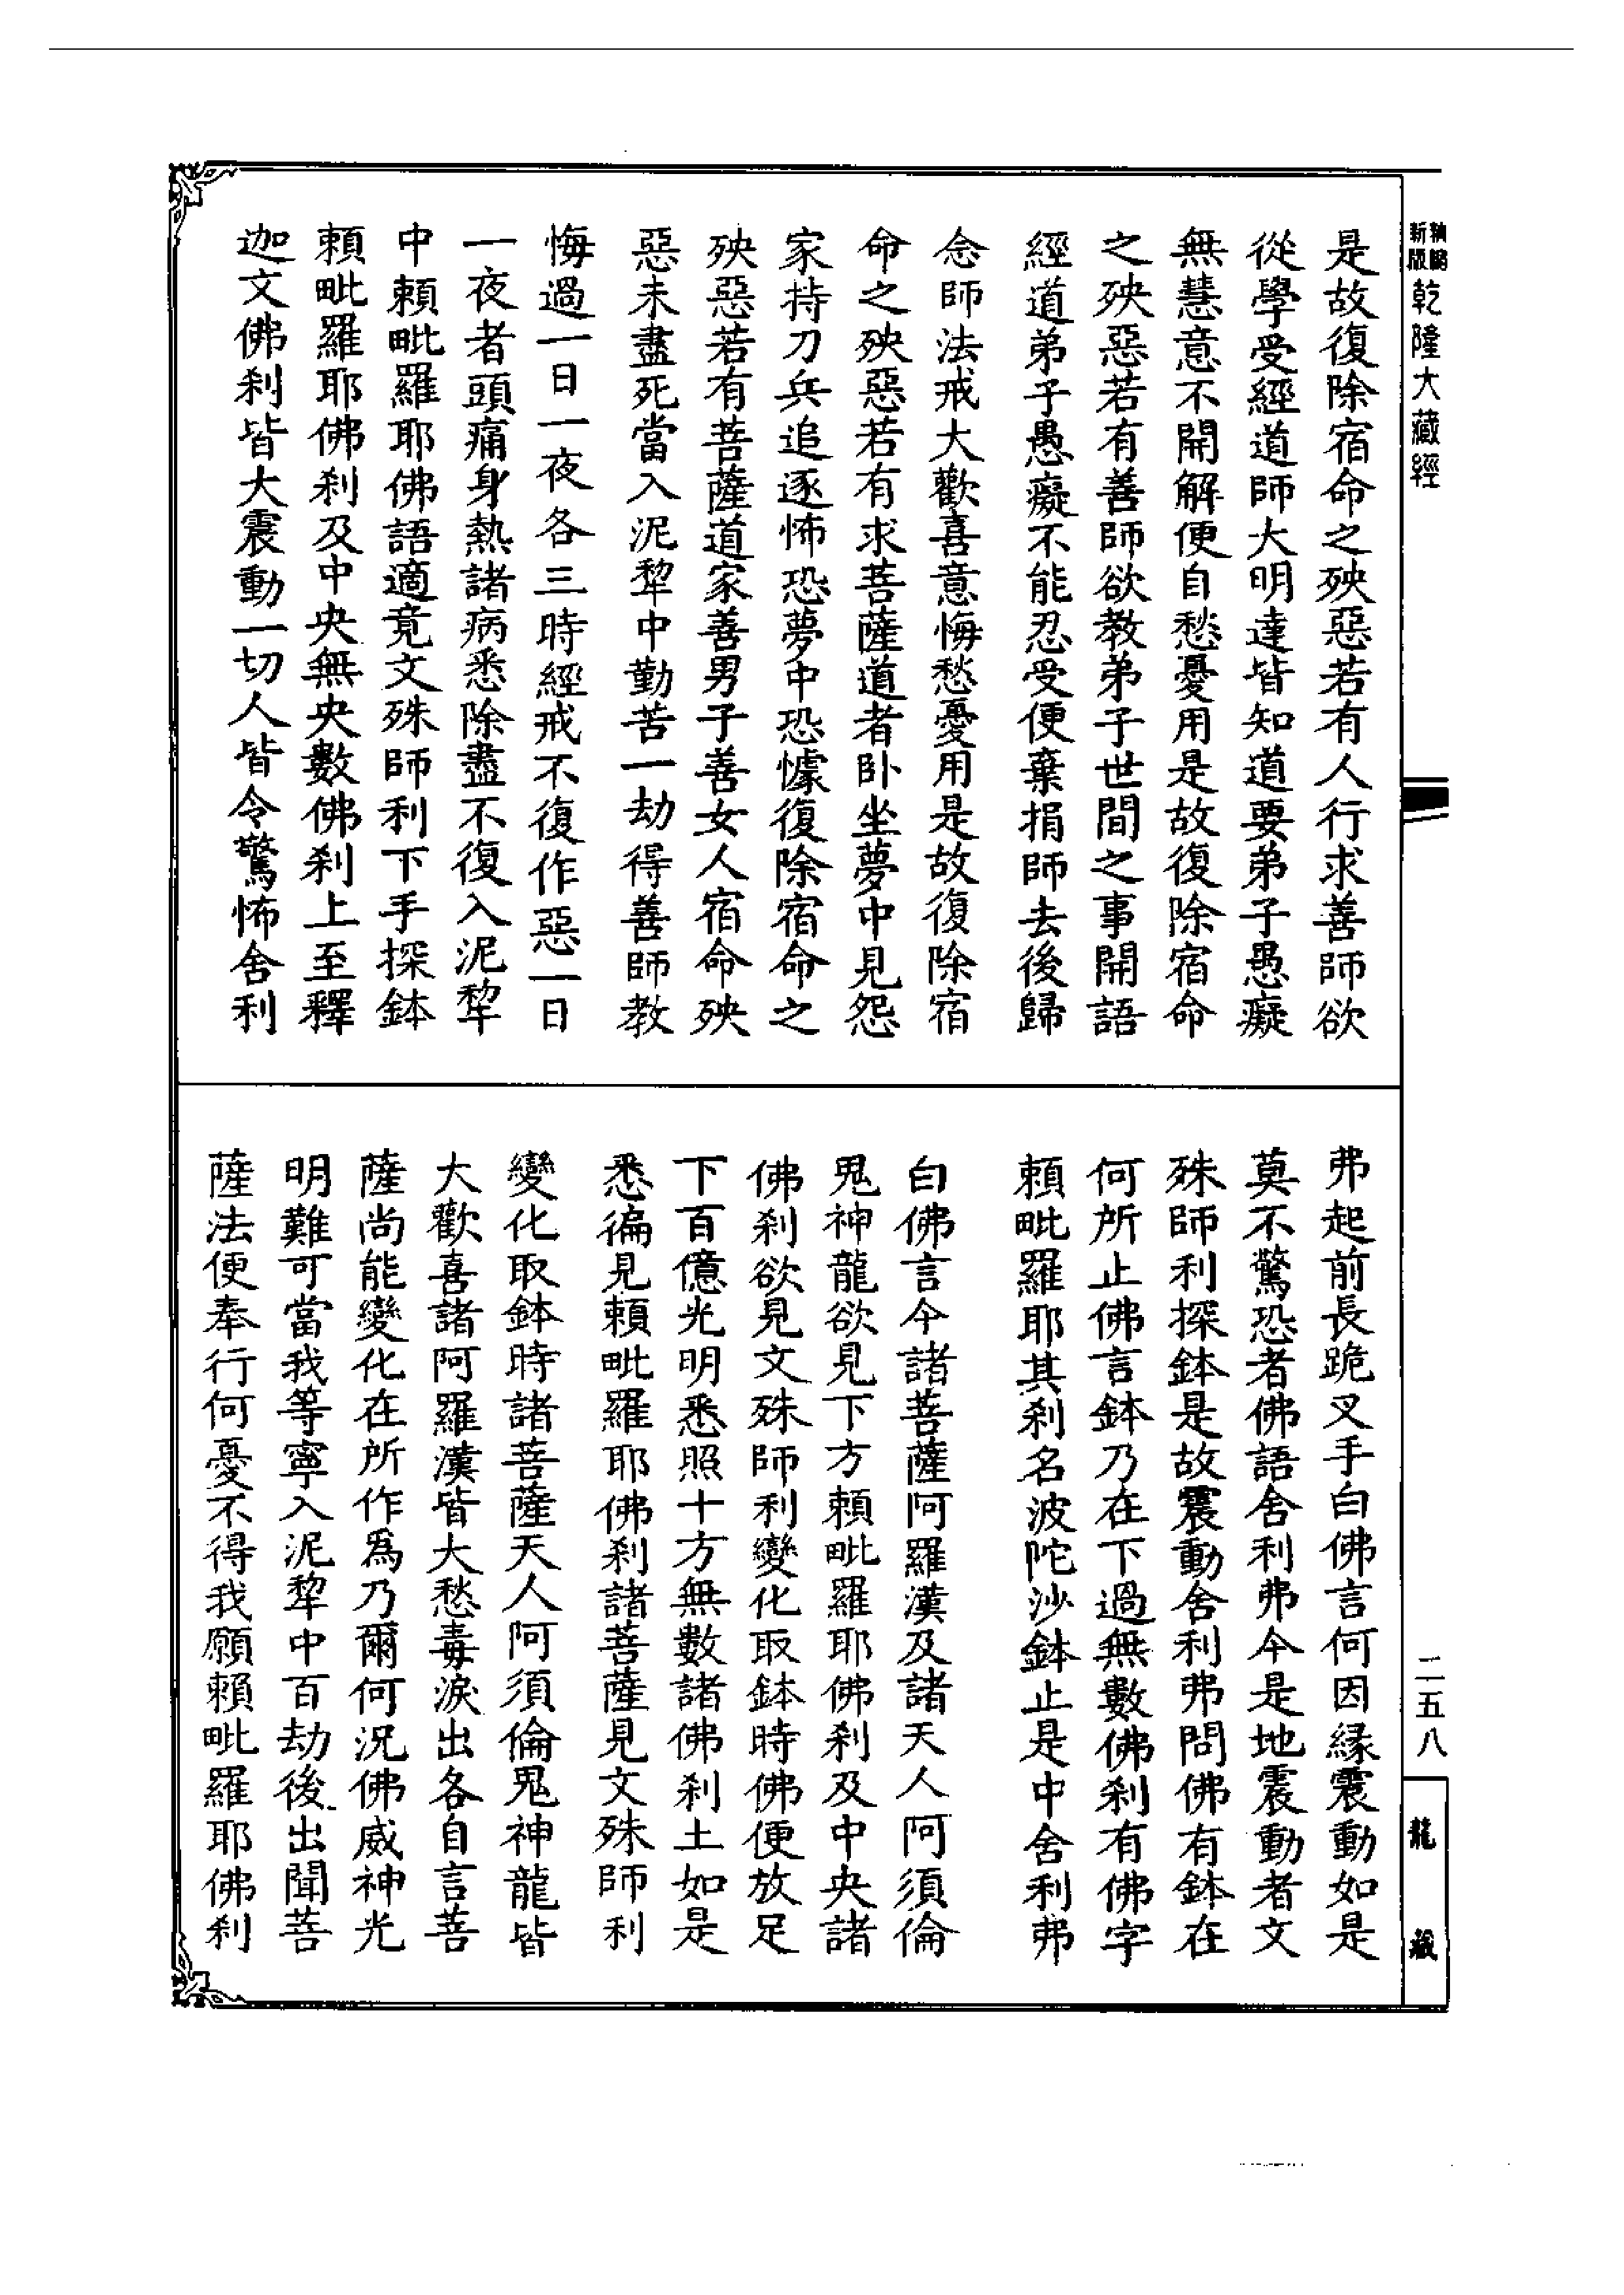 新版
乾隆大藏經
是故復除宿命之殃惡若有人行求善師欲
從學受經道師大明達皆知道要弟子愚癡
無慧意不開解便自愁憂用是故復除宿命
之殃惡若有善師欲教弟子世間之事開語
經道弟子愚癡不能忍受便棄捐師去後歸
念師法戒大歡喜意悔愁憂用是故復除宿
命之殃惡若有求菩薩道者卧坐夢中見怨
家持刀兵追逐怖恐夢中恐懅復除宿命之
殃惡若有菩薩道家善男子善女人宿命殃
惡未盡死當入泥犂中勤苦一劫得善師教
悔過一日一夜各三時經戒不復作惡一日
一夜者頭痛身熱諸病悉除盡不復入泥犂
中頼毗羅耶佛語適竟文殊師利下手探鉢
頼毗羅耶佛刹及中央無央數佛刹上至釋
迦文佛刹皆大震動一切人皆令驚怖舍利
弗起前長跪叉手白佛言何因緣震動如是
莫不驚恐者佛語舍利弗今是地震動者文
殊師利探鉢是故震動舍利弗問佛有鉢在
何所止佛言鉢乃在下過無數佛刹有佛字
頼毗羅耶其刹名波陀沙鉢止是中舍利弗
白佛言今諸菩薩阿羅漢及諸天人阿須倫
鬼神龍欲見下方頼毗羅耶佛刹及中央諸
佛刹欲見文殊師利變化取鉢時佛便放足
下百億光明悉照十方無數諸佛刹土如是
悉徧見頼毗羅耶佛刹諸菩薩見文殊師利
變化取鉢時諸菩薩天人阿須倫鬼神龍皆
大歡喜諸阿羅漢皆大愁毒淚出各自言菩
薩尚能變化在所作為乃爾何況佛威神光
明難可當我等寧入泥犂中百劫後出聞菩
薩法便奉行何憂不得我願頼毗羅耶佛刹
二五八
龍藏